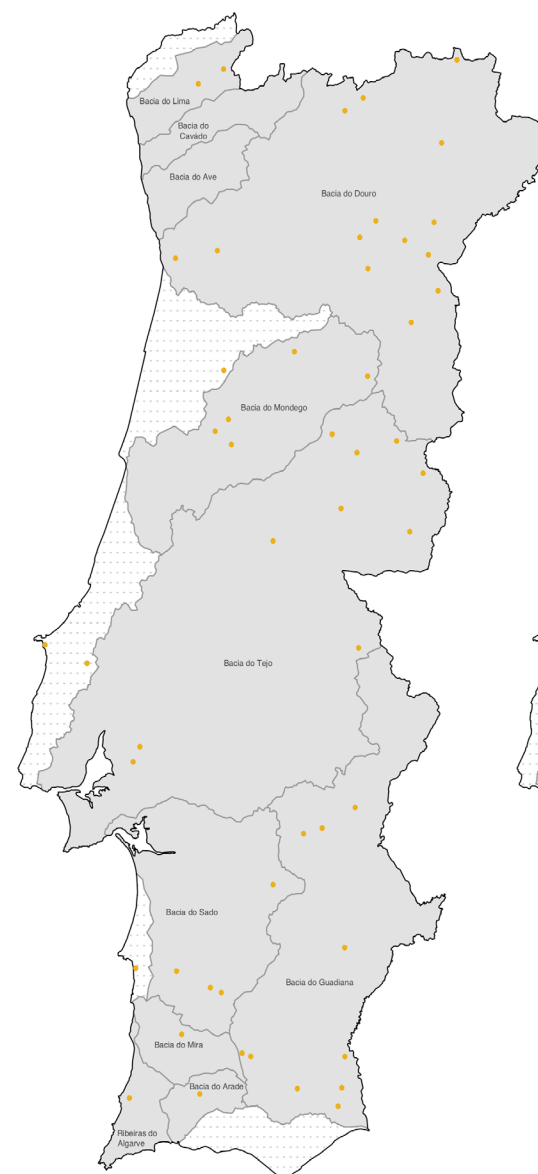 Bacia do Lima
Bacia do
Cavádo
Bacia do Ave
Bacia do Douro
Bacia do Mondego
Bacia do Tejo
Bacia do Sado
Bacia do Guadiana
Bacia do Mira
Bacia do Arade
Ribeiras do
Algarve